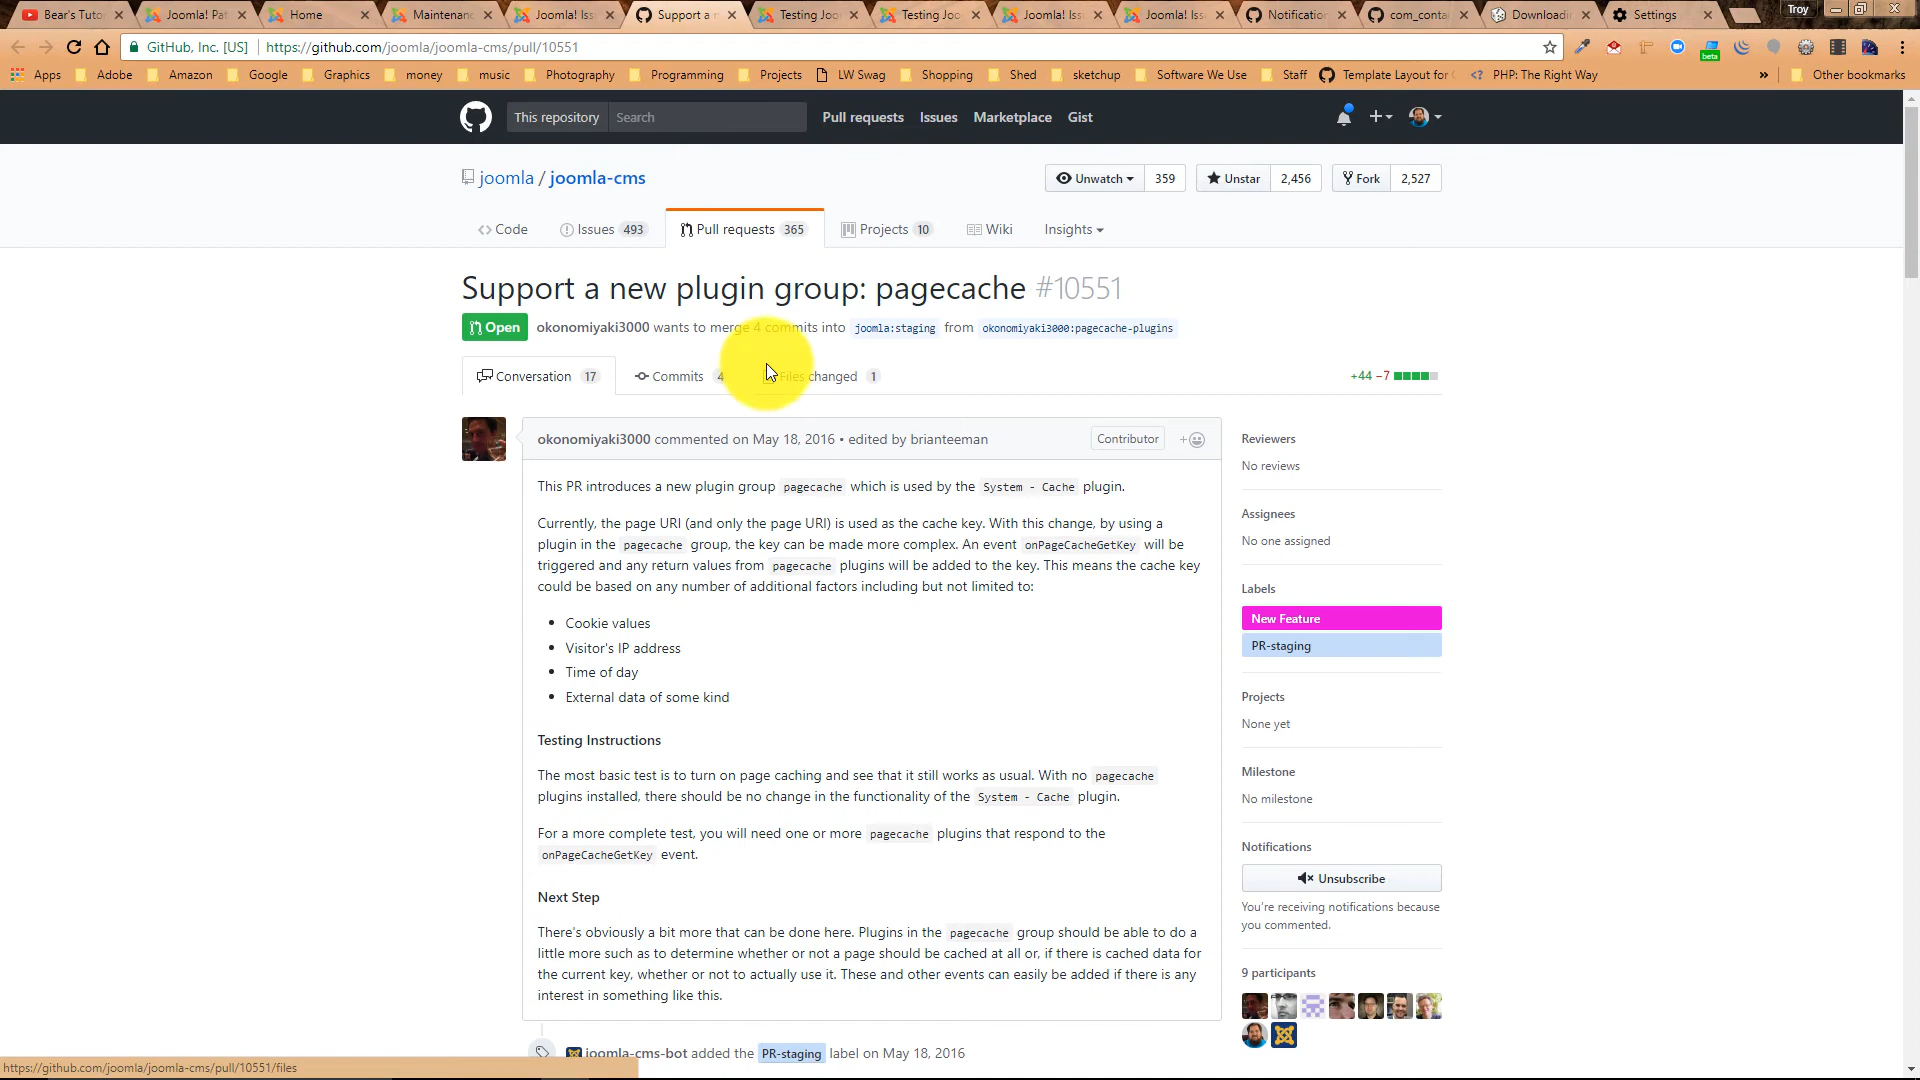 Bear's Tuto
Joomla! Pat
Home
Maintenanc
Joomla! Iss
Support a n
Testing Joo
Testing Joo
Joomla! Iss
Joomla! Iss
Notification
com_conta
Downloadin
Settings
Troy
GitHub, Inc. [US] https://github.com/joomla/joomla-cms/pull/10551
beta
Apps Adobe Amazon Google Graphics money music Photography Programming Projects LW Swag Shopping Shed sketchup Software We Use Staff Template Layout for PHP: The Right Way » Other bookmarks
This repository Search Pull requests Issues Marketplace Gist
joomla / joomla-cms
Unwatch 359 Unstar 2,456 Fork 2,527
Code Issues 493 Pull requests 365 Projects 10 Wiki Insights
Support a new plugin group: pagecache #10551
Open okonomiyaki3000 wants to merge 4 commits into joomla:staging from okonomiyaki3000:pagecache-plugins
Conversation 17 Commits 4 Files changed 1 +44 −7
okonomiyaki3000 commented on May 18, 2016 • edited by brianteeman Contributor
This PR introduces a new plugin group pagecache which is used by the System - Cache plugin.
Currently, the page URI (and only the page URI) is used as the cache key. With this change, by using a
plugin in the pagecache group, the key can be made more complex. An event onPageCacheGetKey will be
triggered and any return values from pagecache plugins will be added to the key. This means the cache key
could be based on any number of additional factors including but not limited to:
• Cookie values
• Visitor's IP address
• Time of day
• External data of some kind
Testing Instructions
The most basic test is to turn on page caching and see that it still works as usual. With no pagecache
plugins installed, there should be no change in the functionality of the System - Cache plugin.
For a more complete test, you will need one or more pagecache plugins that respond to the
onPageCacheGetKey event.
Next Step
There's obviously a bit more that can be done here. Plugins in the pagecache group should be able to do a
little more such as to determine whether or not a page should be cached at all or, if there is cached data for
the current key, whether or not to actually use it. These and other events can easily be added if there is any
interest in something like this.
joomla-cms-bot added the PR-staging label on May 18, 2016
Reviewers
No reviews
Assignees
No one assigned
Labels
New Feature
PR-staging
Projects
None yet
Milestone
No milestone
Notifications
Unsubscribe
You're receiving notifications because
you commented.
9 participants
https://github.com/joomla/joomla-cms/pull/10551/files